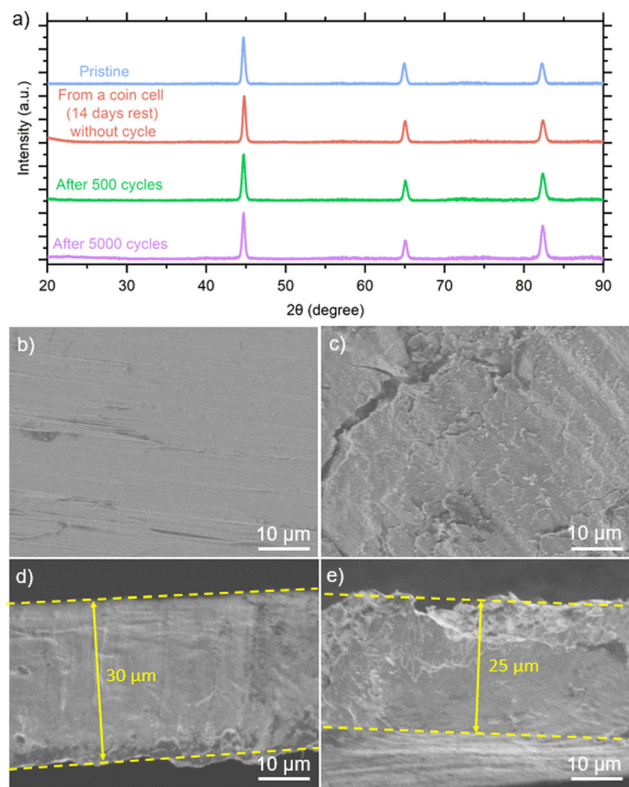 a)
Intensity (a.u.)
Pristine
From a coin cell
(14 days rest)
without cycle
After 500 cycles
After 5000 cycles
20 30 40 50 60 70 80 90
2θ (degree)
b)
10 μm
c)
10 μm
d)
30 μm
10 μm
e)
25 μm
10 μm